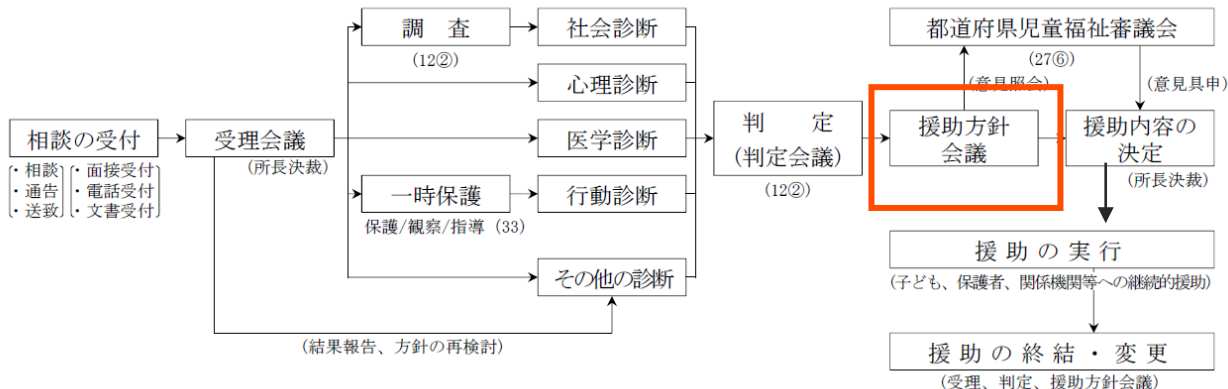 相談の受付
・相談
・通告
・送致
・面接受付
・電話受付
・文書受付
受理会議
(所長決裁)
調　査
(12②)
社会診断
心理診断
医学診断
一時保護
保護/観察/指導 (33)
行動診断
その他の診断
(結果報告、方針の再検討)
判　定
(判定会議)
(12②)
都道府県児童福祉審議会
(27⑥)
(意見照会)
(意見具申)
援助方針
会議
援助内容の
決定
(所長決裁)
援助の実行
(子ども、保護者、関係機関等への継続的援助)
援助の終結・変更
(受理、判定、援助方針会議)